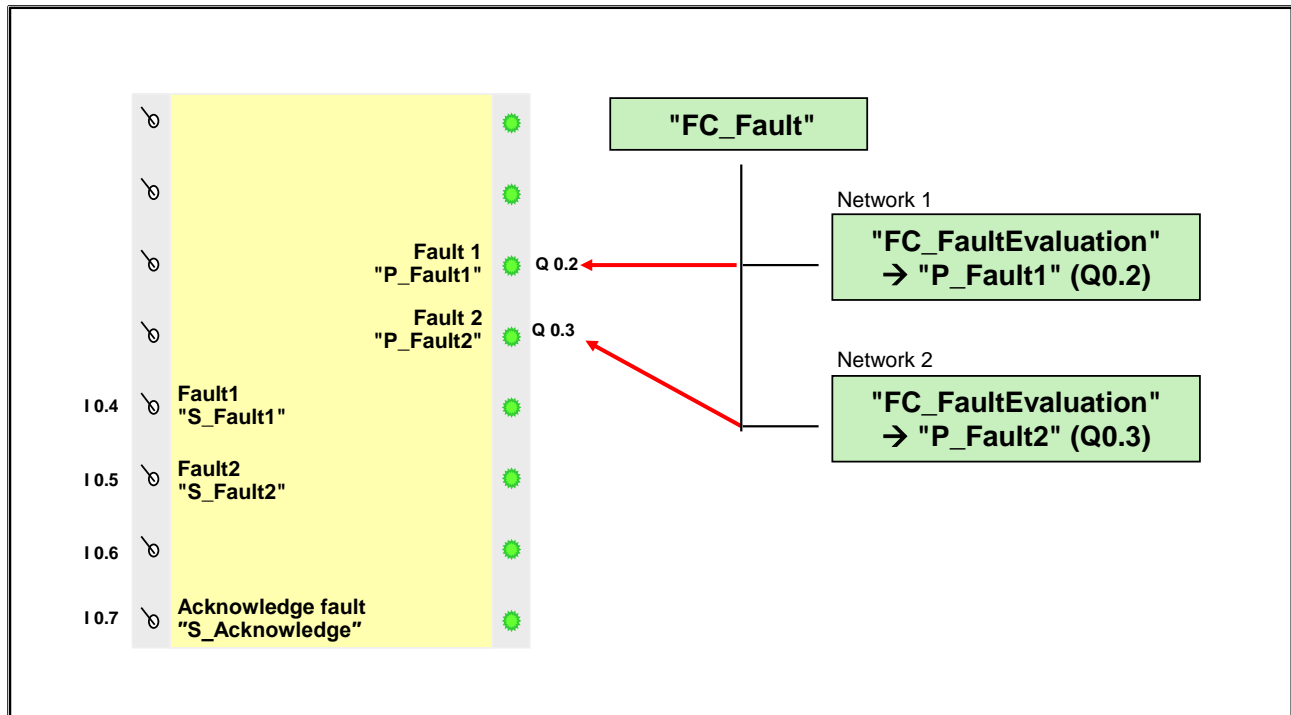 "FC_Fault"
Network 1
"FC_FaultEvaluation"
→ "P_Fault1" (Q0.2)
Fault 1
"P_Fault1"
Q 0.2
Fault 2
"P_Fault2"
Q 0.3
Network 2
"FC_FaultEvaluation"
→ "P_Fault2" (Q0.3)
I 0.4
Fault1
"S_Fault1"
I 0.5
Fault2
"S_Fault2"
I 0.6
I 0.7
Acknowledge fault
"S_Acknowledge"